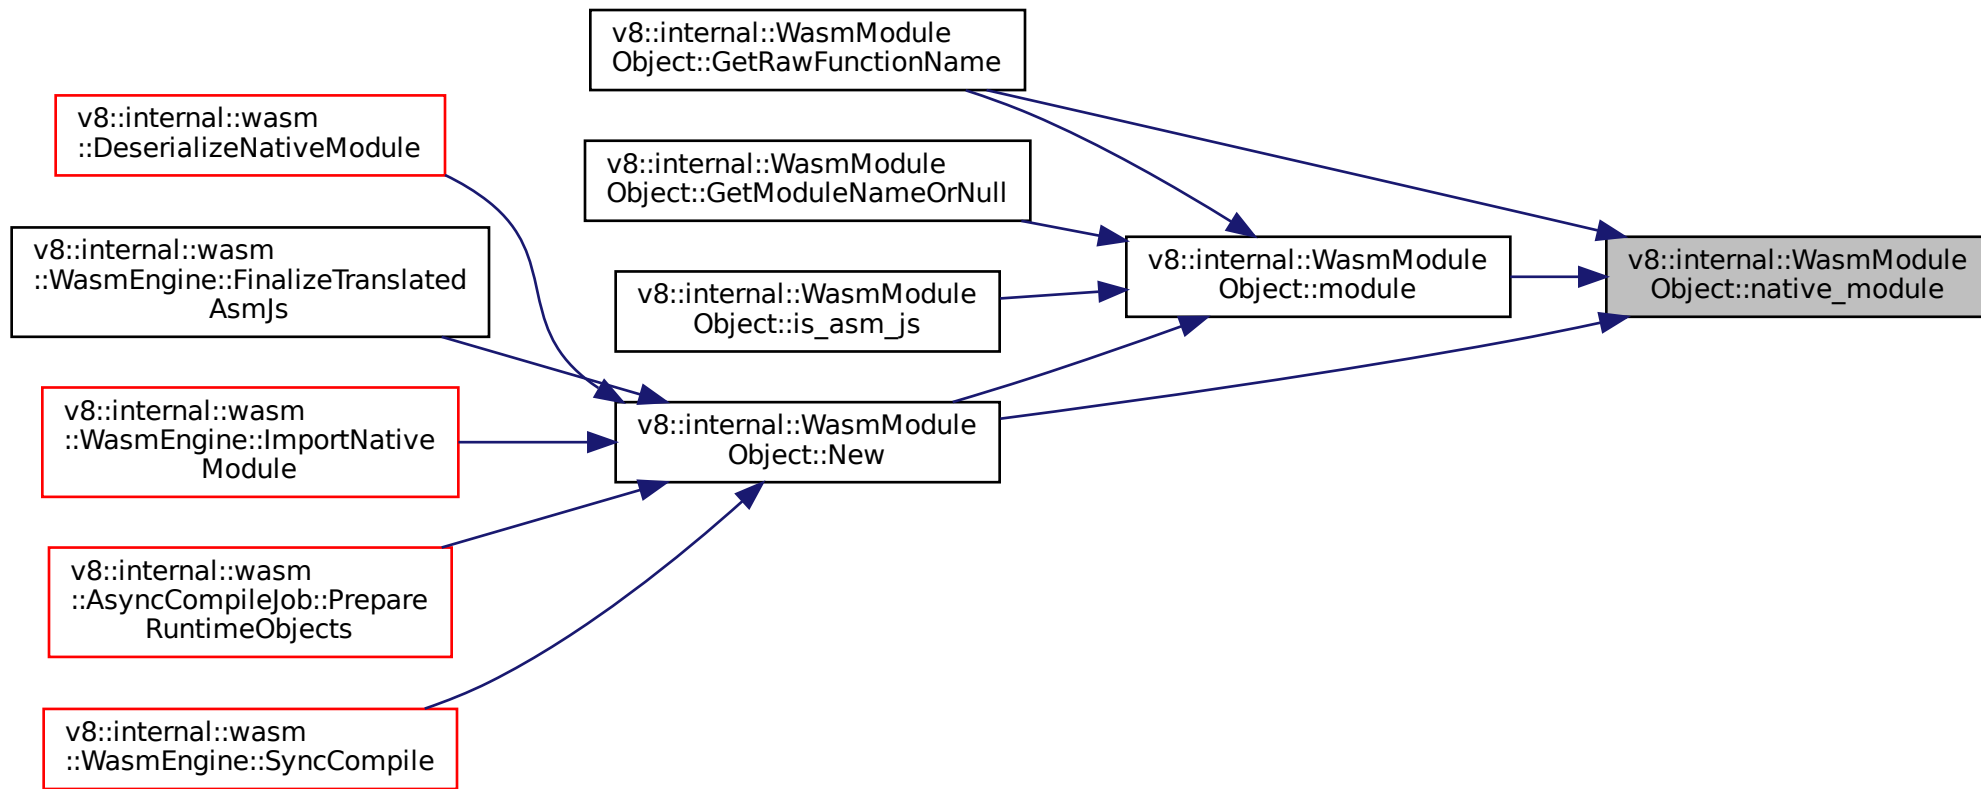 v8::internal::WasmModule
Object::GetRawFunctionName
v8::internal::wasm
::DeserializeNativeModule
v8::internal::WasmModule
Object::GetModuleNameOrNull
v8::internal::wasm
::WasmEngine::FinalizeTranslated
AsmJs
v8::internal::WasmModule
Object::module
v8::internal::WasmModule
Object::native_module
v8::internal::WasmModule
Object::is_asm_js
v8::internal::wasm
::WasmEngine::ImportNative
Module
v8::internal::WasmModule
Object::New
v8::internal::wasm
::AsyncCompileJob::Prepare
RuntimeObjects
v8::internal::wasm
::WasmEngine::SyncCompile